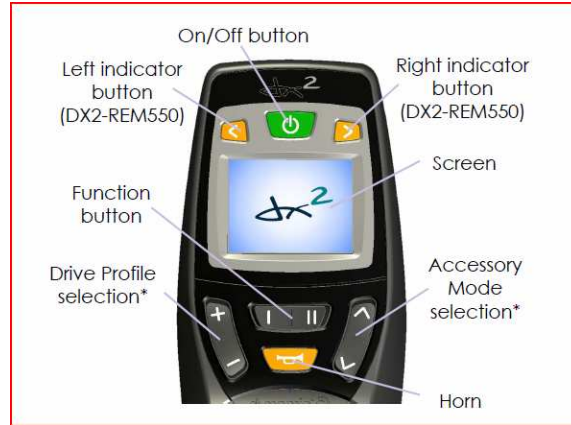 On/Off button
Left indicator
button
(DX2-REM550)
Right indicator
button
(DX2-REM550)
dx2
Screen
dx2
Function
button
Drive Profile
selection*
Accessory
Mode
selection*
+
−
I II
Horn